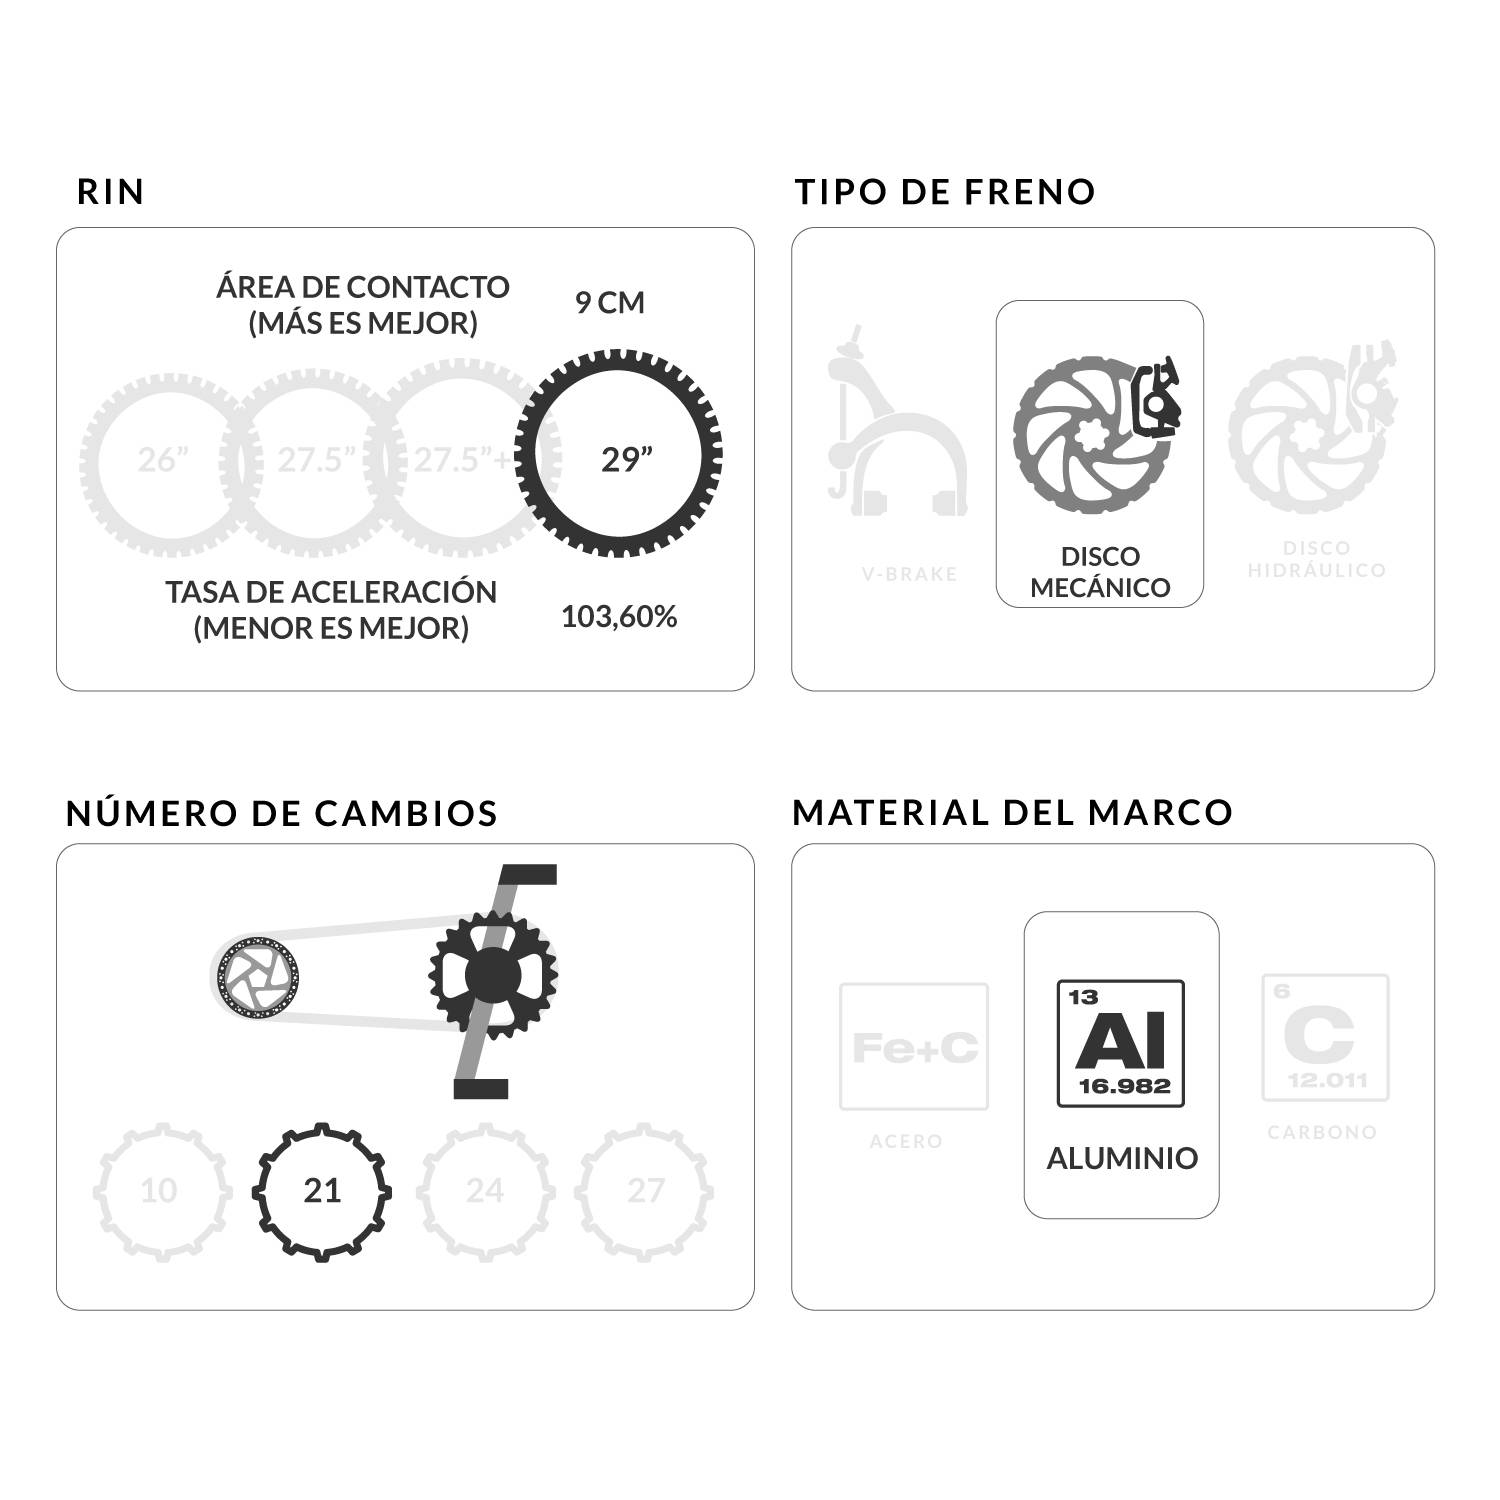 RIN
ÁREA DE CONTACTO
(MÁS ES MEJOR)
9 CM
26”
27.5”
27.5”+
29”
TASA DE ACELERACIÓN
(MENOR ES MEJOR)
103,60%
TIPO DE FRENO
V-BRAKE
DISCO
MECÁNICO
DISCO
HIDRÁULICO
NÚMERO DE CAMBIOS
10
21
24
27
MATERIAL DEL MARCO
Fe+C
ACERO
13
Al
16.982
ALUMINIO
6
C
12.011
CARBONO